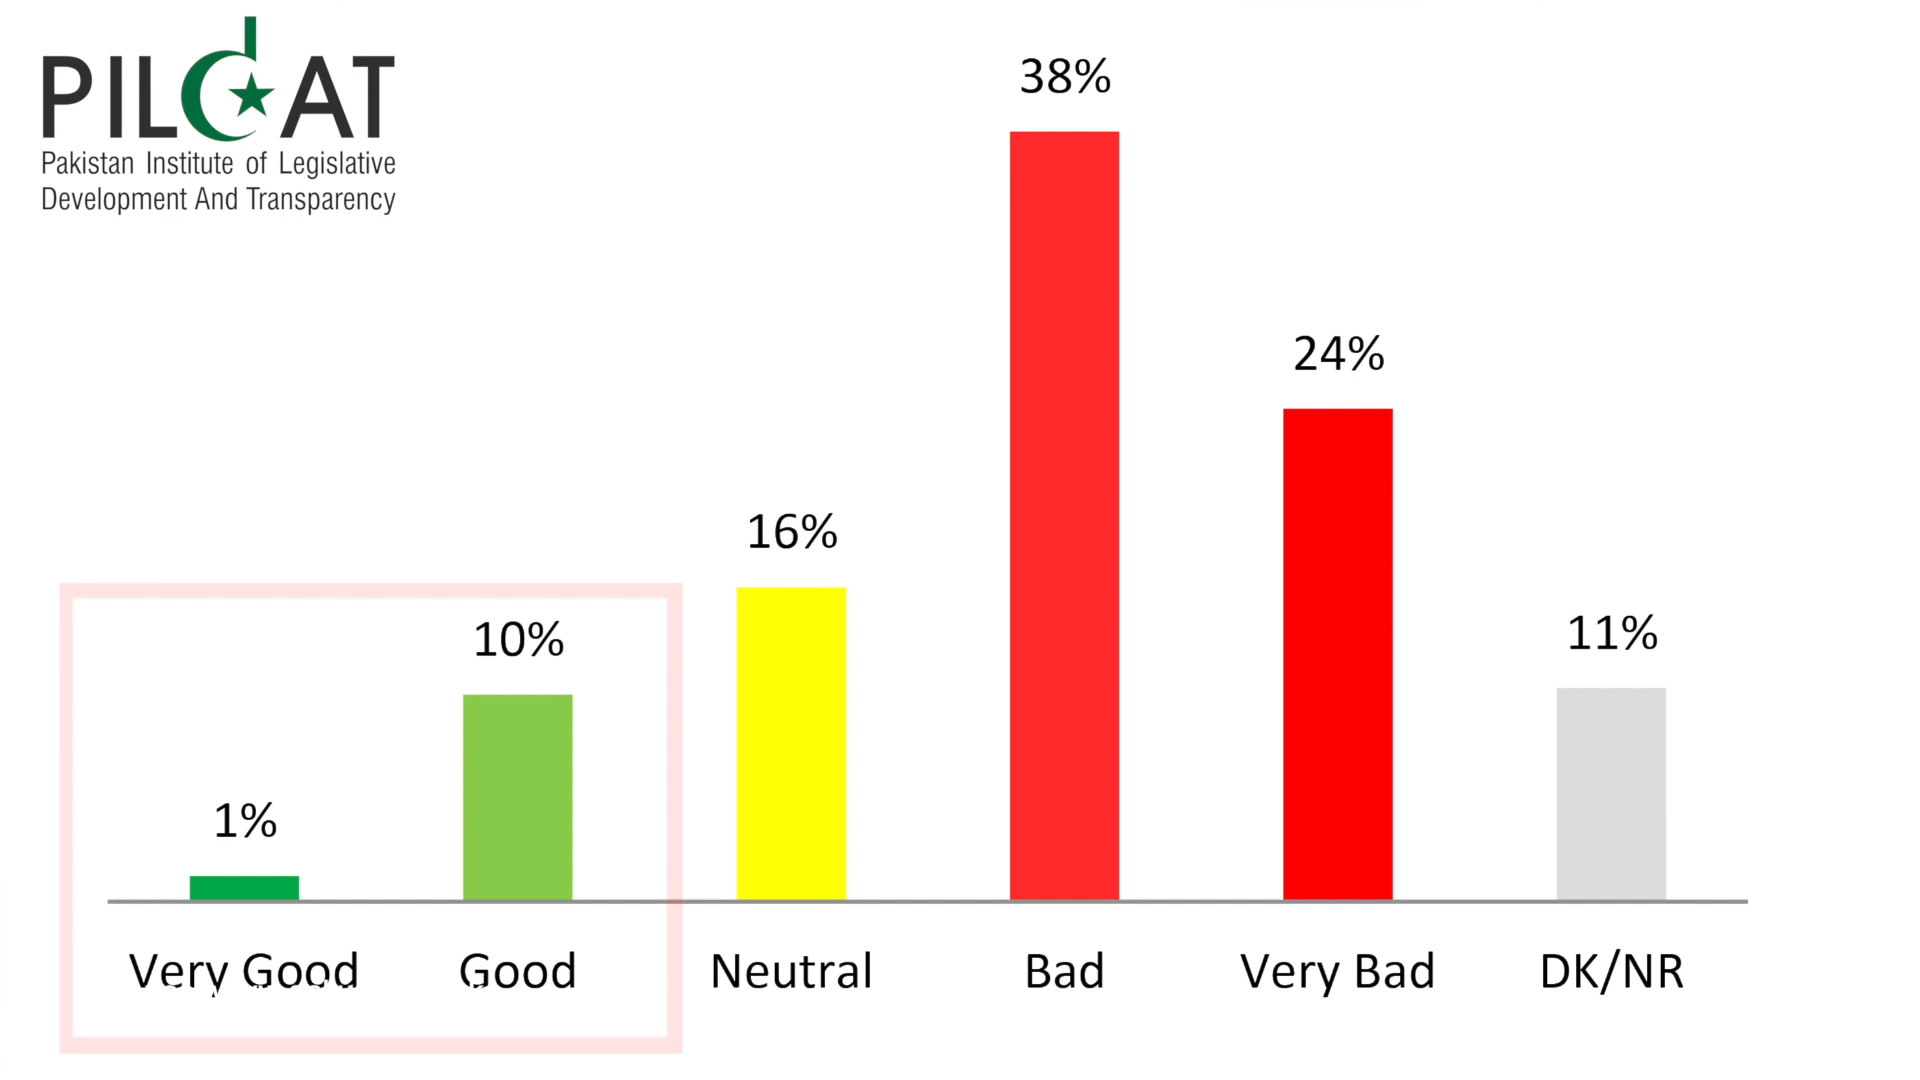 PILDAT
Pakistan Institute of Legislative
Development And Transparency
38%
24%
16%
11%
10%
1%
Very Good Good Neutral Bad Very Bad DK/NR